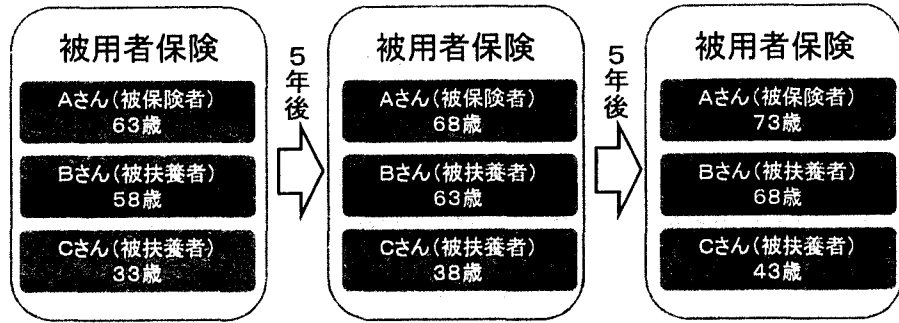 被用者保険
Aさん(被保険者)
63歳
Bさん(被扶養者)
58歳
Cさん(被扶養者)
33歳
5年後
被用者保険
Aさん(被保険者)
68歳
Bさん(被扶養者)
63歳
Cさん(被扶養者)
38歳
5年後
被用者保険
Aさん(被保険者)
73歳
Bさん(被扶養者)
68歳
Cさん(被扶養者)
43歳